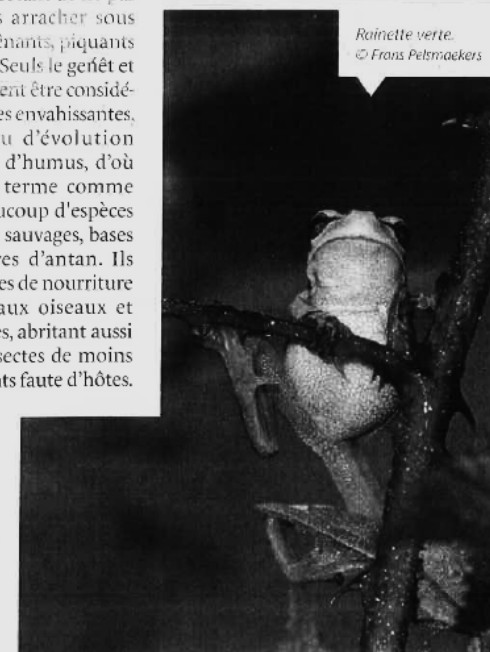 s arracher sous
ênants, piquants
Seuls le genêt et
ent être considé-
es envahissantes,
u d'évolution
d'humus, d'où
terme comme
ucoup d'espèces
sauvages, bases
res d'antan. Ils
es de nourriture
aux oiseaux et
es, abritant aussi
sectes de moins
nts faute d'hôtes.
Rainette verte.
© Frans Pelsmaekers